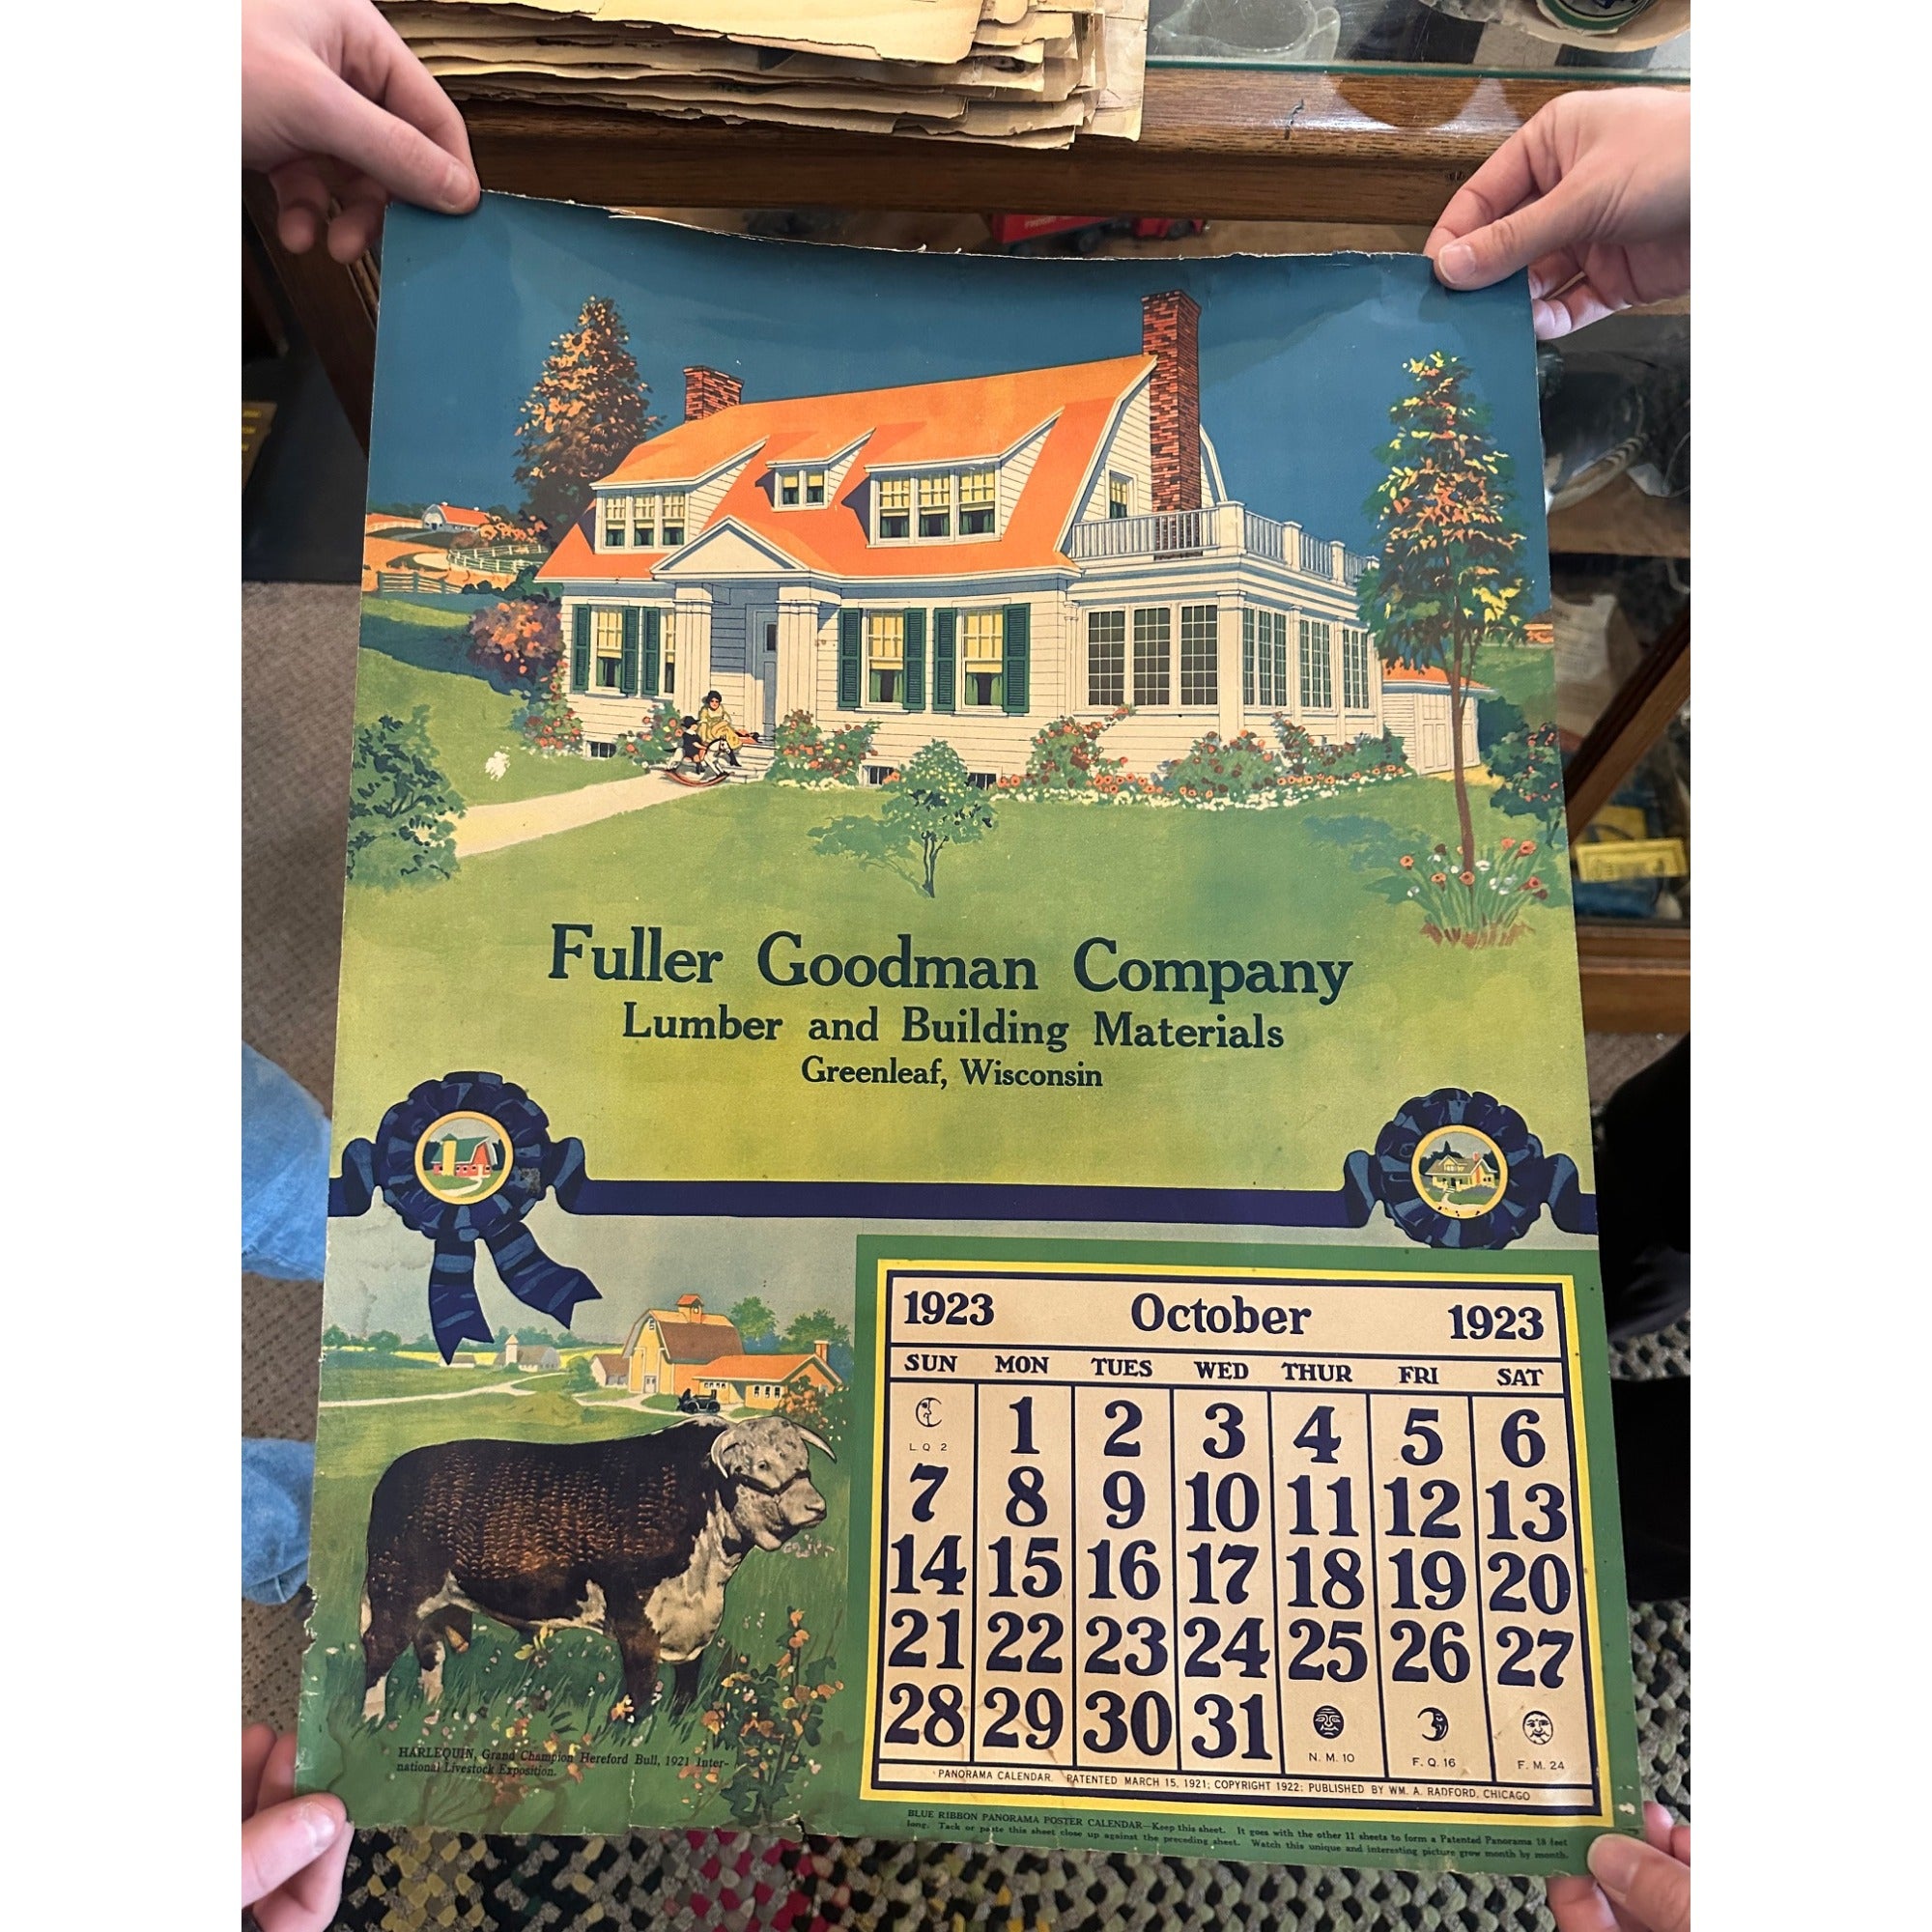 Fuller Goodman Company
Lumber and Building Materials
Greenleaf, Wisconsin
1923 October 1923
SUN MON TUES WED THUR FRI SAT
L Q 2 1 2 3 4 5 6
7 8 9 10 11 12 13
14 15 16 17 18 19 20
21 22 23 24 25 26 27
28 29 30 31 N. M. 10 F. Q. 16 F. M. 24
PANORAMA CALENDAR. PATENTED MARCH 15, 1921; COPYRIGHT 1922; PUBLISHED BY WM. A. RADFORD, CHICAGO
HARLEQUIN, Grand Champion Hereford Bull, 1921 Inter-
national Livestock Exposition.
BLUE RIBBON PANORAMA POSTER CALENDAR—Keep this sheet. It goes with the other 11 sheets to form a Patented Panorama 18 feet
long. Tack or paste this sheet close up against the preceding sheet. Watch this unique and interesting picture grow month by month.